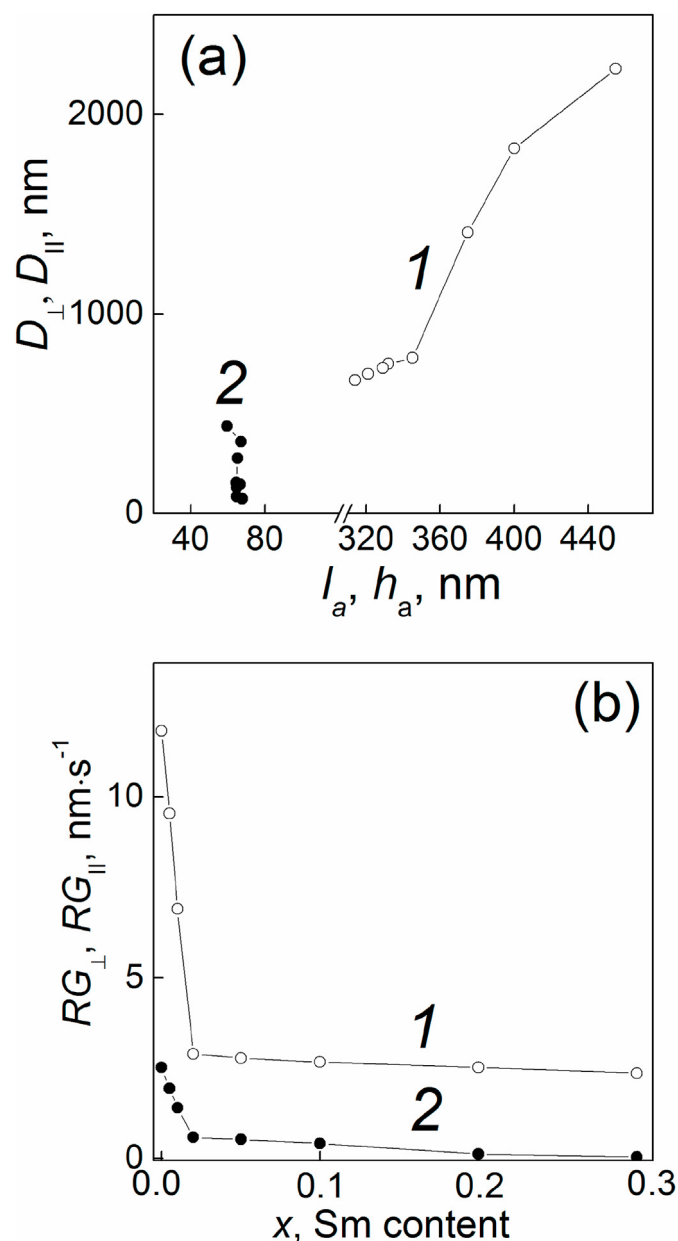 (a)
D⊥, D||, nm
2000
1000
0
1
2
40 80 320 360 400 440
la, ha, nm
(b)
RG⊥, RG||, nm·s-1
10
5
0
1
2
0.0 0.1 0.2 0.3
x, Sm content